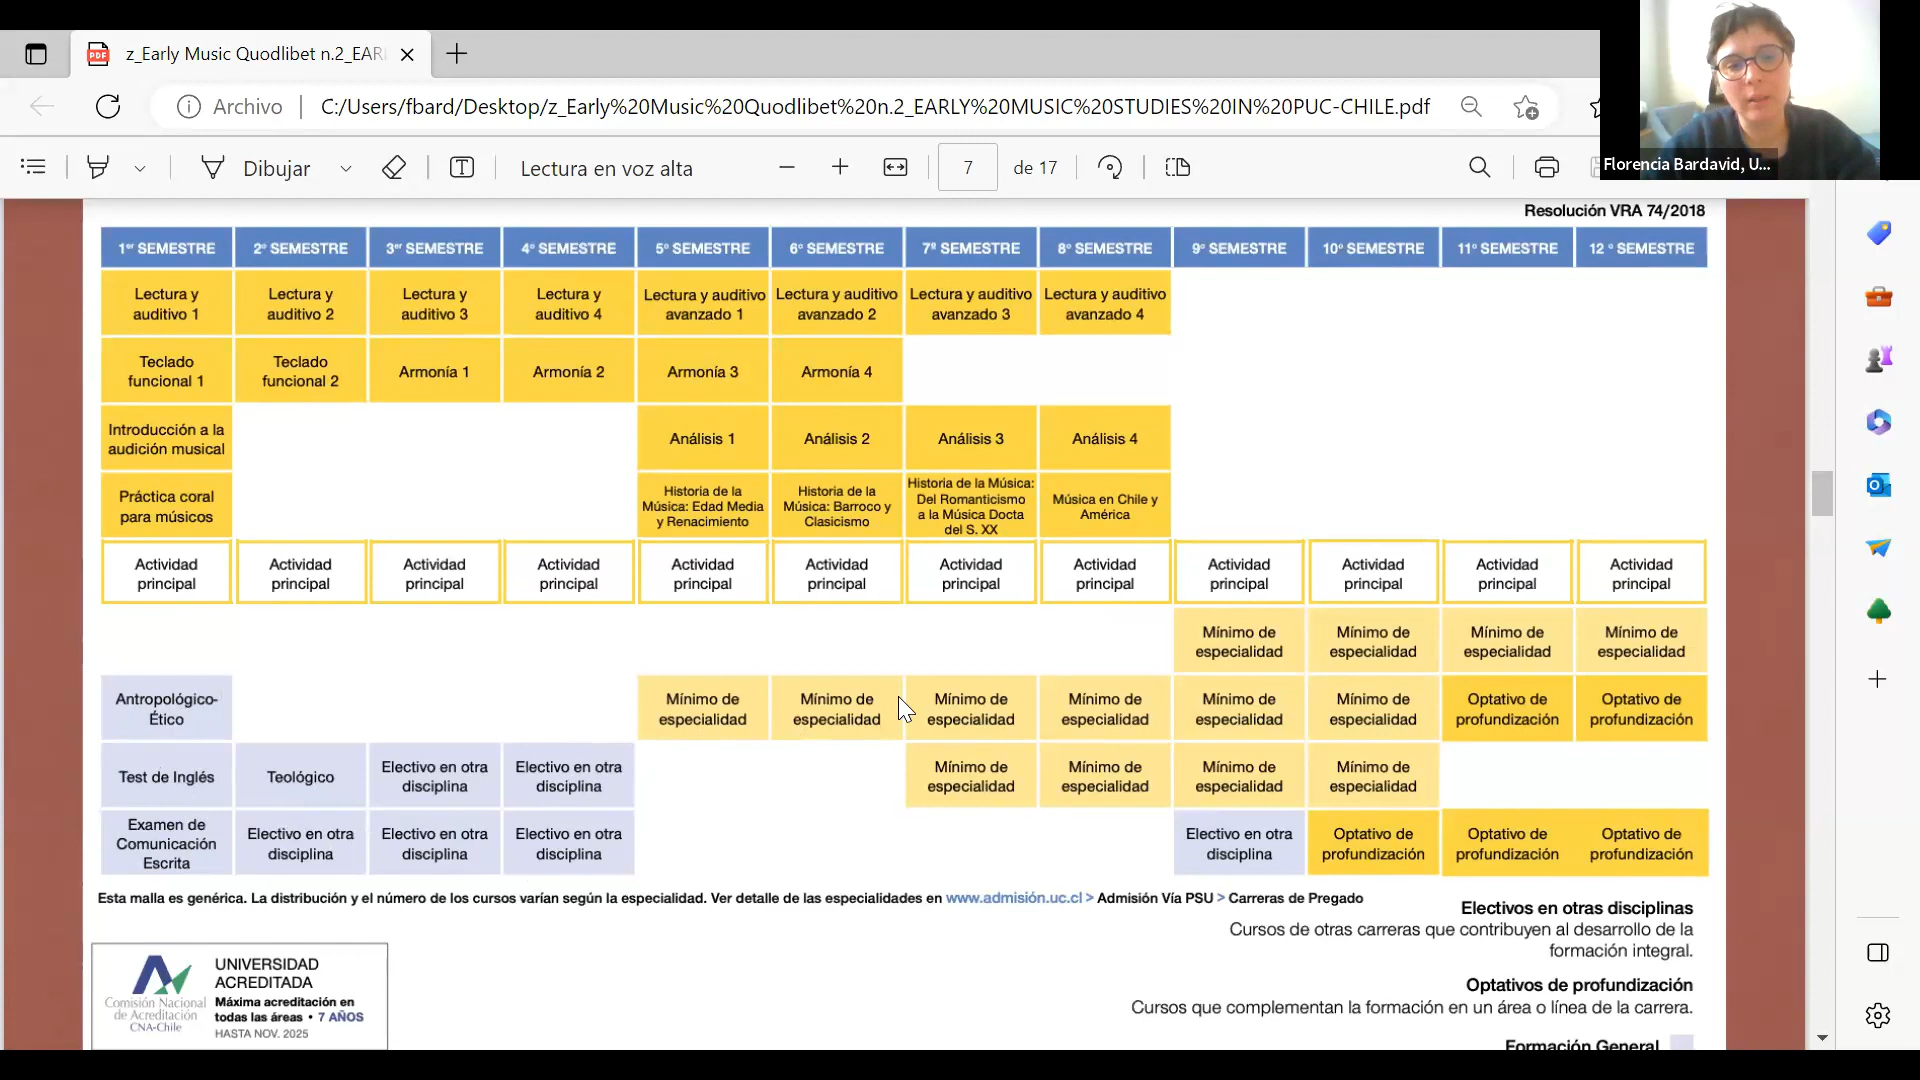 z_Early Music Quodlibet n.2_EAR
Archivo
C:/Users/fbard/Desktop/z_Early%20Music%20Quodlibet%20n.2_EARLY%20MUSIC%20STUDIES%20IN%20PUC-CHILE.pdf
Dibujar
Lectura en voz alta
7 de 17
Florencia Bardavid, U...
Resolución VRA 74/2018
1er SEMESTRE 2º SEMESTRE 3er SEMESTRE 4º SEMESTRE 5º SEMESTRE 6º SEMESTRE 7º SEMESTRE 8º SEMESTRE 9º SEMESTRE 10º SEMESTRE 11º SEMESTRE 12 º SEMESTRE
Lectura y auditivo 1
Lectura y auditivo 2
Lectura y auditivo 3
Lectura y auditivo 4
Lectura y auditivo avanzado 1
Lectura y auditivo avanzado 2
Lectura y auditivo avanzado 3
Lectura y auditivo avanzado 4
Teclado funcional 1
Teclado funcional 2
Armonía 1
Armonía 2
Armonía 3
Armonía 4
Introducción a la audición musical
Análisis 1
Análisis 2
Análisis 3
Análisis 4
Práctica coral para músicos
Historia de la Música: Edad Media y Renacimiento
Historia de la Música: Barroco y Clasicismo
Historia de la Música: Del Romanticismo a la Música Docta del S. XX
Música en Chile y América
Actividad principal
Actividad principal
Actividad principal
Actividad principal
Actividad principal
Actividad principal
Actividad principal
Actividad principal
Actividad principal
Actividad principal
Actividad principal
Actividad principal
Mínimo de especialidad
Mínimo de especialidad
Mínimo de especialidad
Mínimo de especialidad
Antropológico-Ético
Mínimo de especialidad
Mínimo de especialidad
Mínimo de especialidad
Mínimo de especialidad
Mínimo de especialidad
Mínimo de especialidad
Optativo de profundización
Optativo de profundización
Test de Inglés
Teológico
Electivo en otra disciplina
Electivo en otra disciplina
Mínimo de especialidad
Mínimo de especialidad
Mínimo de especialidad
Mínimo de especialidad
Examen de Comunicación Escrita
Electivo en otra disciplina
Electivo en otra disciplina
Electivo en otra disciplina
Electivo en otra disciplina
Optativo de profundización
Optativo de profundización
Optativo de profundización
Esta malla es genérica. La distribución y el número de los cursos varían según la especialidad. Ver detalle de las especialidades en www.admisión.uc.cl > Admisión Vía PSU > Carreras de Pregado
Electivos en otras disciplinas
Cursos de otras carreras que contribuyen al desarrollo de la
formación integral.
Optativos de profundización
Cursos que complementan la formación en un área o línea de la carrera.
Formación General
Comisión Nacional
de Acreditación
CNA-Chile
UNIVERSIDAD
ACREDITADA
Máxima acreditación en
todas las áreas • 7 AÑOS
HASTA NOV. 2025